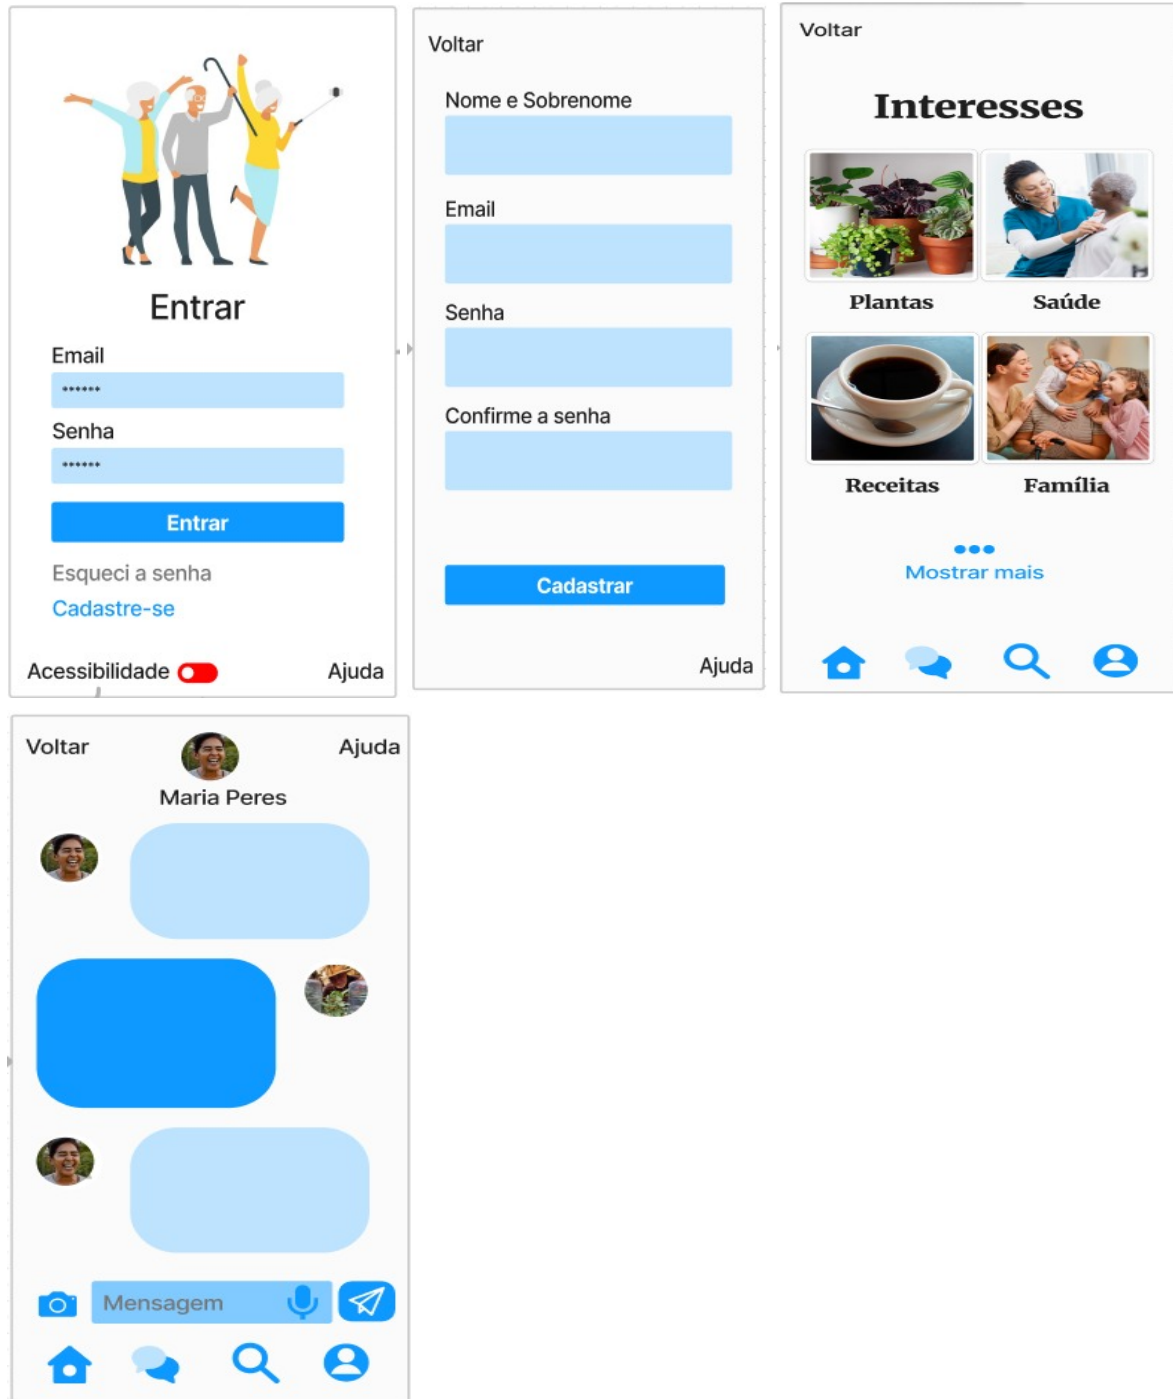 Entrar
Email
******
Senha
******
Entrar
Esqueci a senha
Cadastre-se
Acessibilidade
Ajuda
Voltar
Nome e Sobrenome
Email
Senha
Confirme a senha
Cadastrar
Ajuda
Voltar
Interesses
Plantas
Saúde
Receitas
Família
Mostrar mais
Voltar
Ajuda
Maria Peres
Mensagem